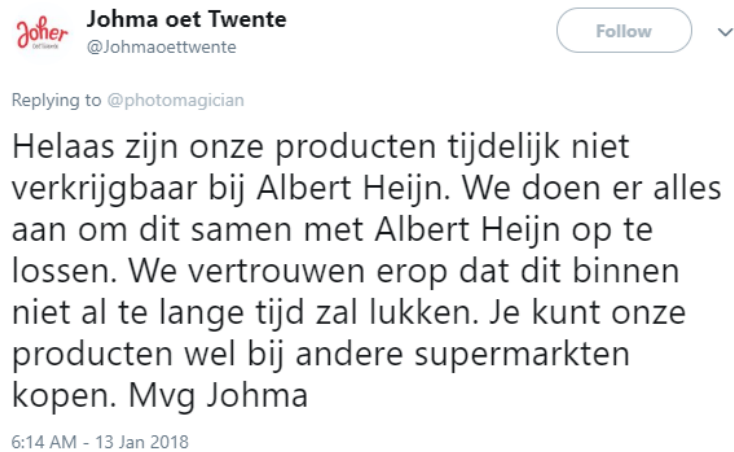 Joher
Johma oet Twente
@Johmaoettwente
Follow
Replying to @photomagician
Helaas zijn onze producten tijdelijk niet
verkrijgbaar bij Albert Heijn. We doen er alles
aan om dit samen met Albert Heijn op te
lossen. We vertrouwen erop dat dit binnen
niet al te lange tijd zal lukken. Je kunt onze
producten wel bij andere supermarkten
kopen. Mvg Johma
6:14 AM - 13 Jan 2018